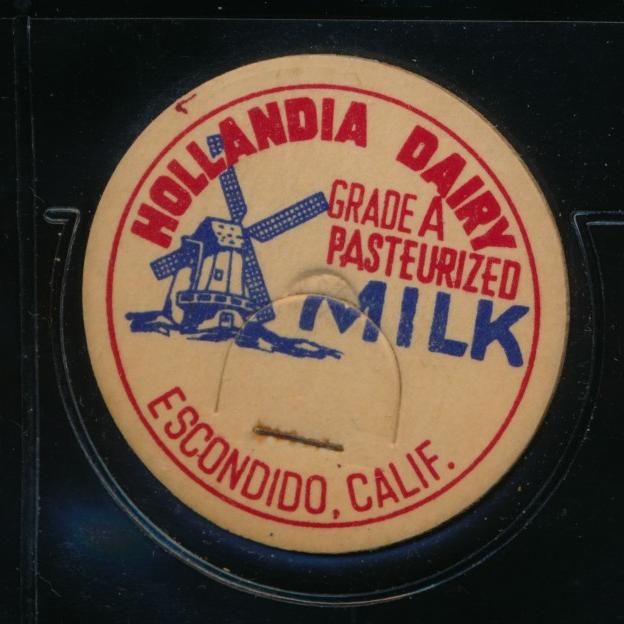 HOLLANDIA DAIRY
GRADE A
PASTEURIZED
MILK
ESCONDIDO, CALIF.